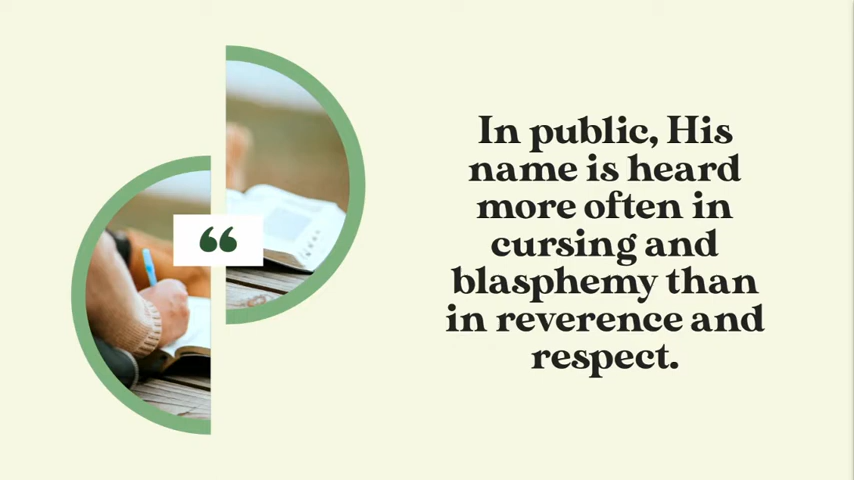 In public, His
name is heard
more often in
cursing and
blasphemy than
in reverence and
respect.